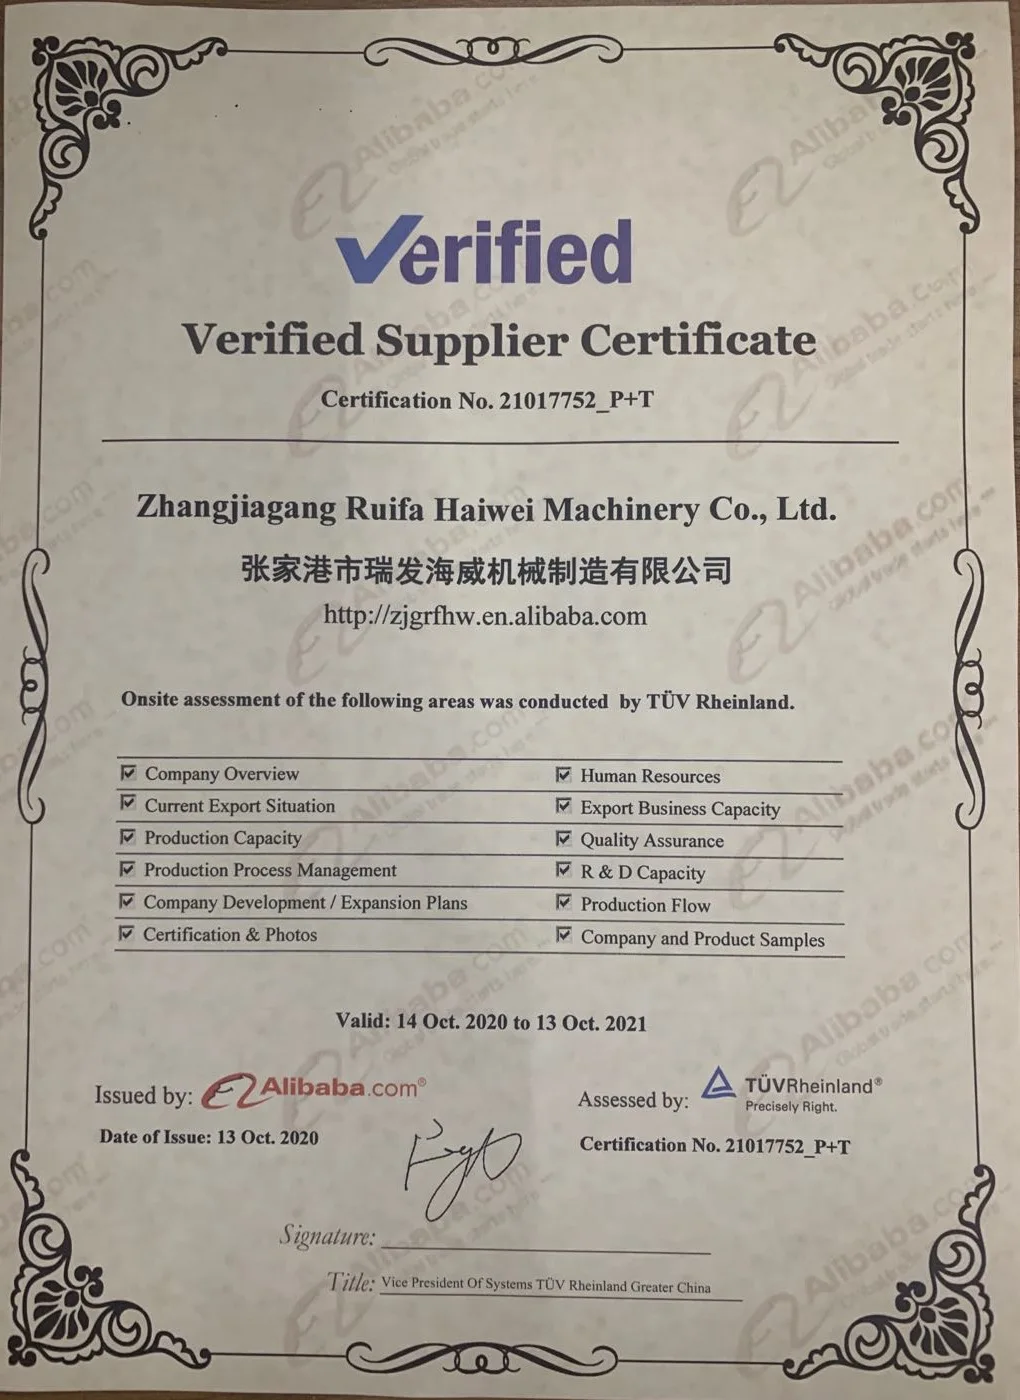 Verified
Verified Supplier Certificate
Certification No. 21017752_P+T
Zhangjiagang Ruifa Haiwei Machinery Co., Ltd.
张家港市瑞发海威机械制造有限公司
http://zjgrfhw.en.alibaba.com
Onsite assessment of the following areas was conducted by TÜV Rheinland.
Company Overview
Human Resources
Current Export Situation
Export Business Capacity
Production Capacity
Quality Assurance
Production Process Management
R & D Capacity
Company Development / Expansion Plans
Production Flow
Certification & Photos
Company and Product Samples
Valid: 14 Oct. 2020 to 13 Oct. 2021
Issued by: Alibaba.com®
Date of Issue: 13 Oct. 2020
Assessed by: TÜVRheinland®
Precisely Right.
Certification No. 21017752_P+T
Signature:
Title: Vice President Of Systems TÜV Rheinland Greater China